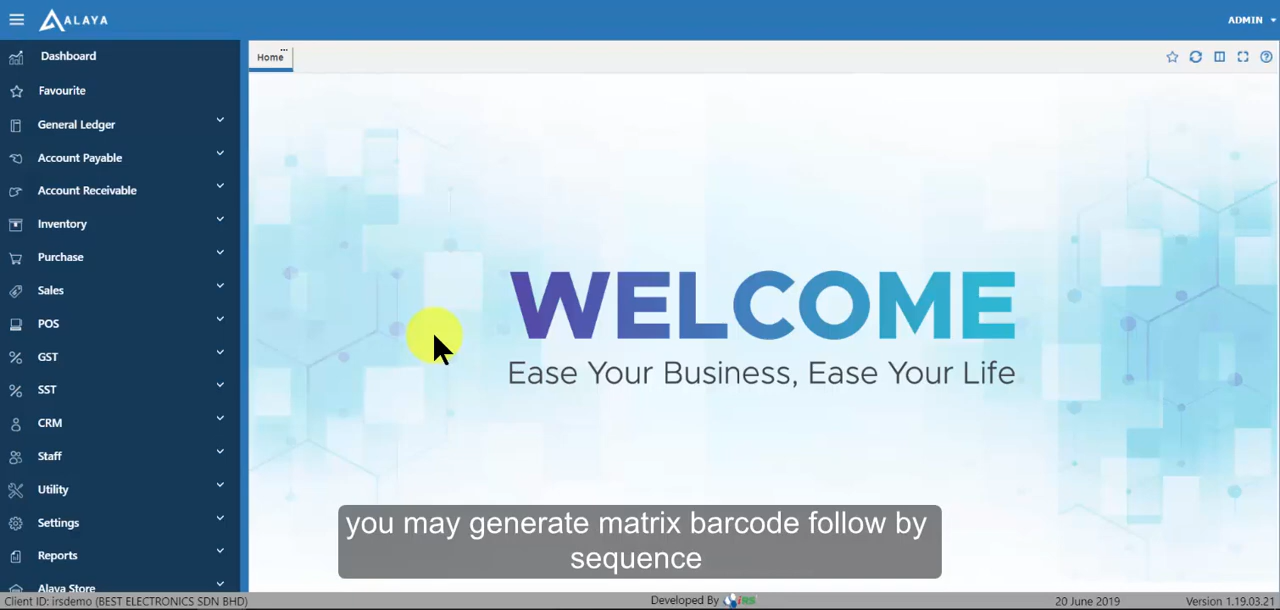 ALAYA
ADMIN
Dashboard
Favourite
General Ledger
Account Payable
Account Receivable
Inventory
Purchase
Sales
POS
GST
SST
CRM
Staff
Utility
Settings
Reports
Alaya Store
Home
WELCOME
Ease Your Business, Ease Your Life
you may generate matrix barcode follow by
sequence
Client ID: irsdemo (BEST ELECTRONICS SDN BHD)
Developed By iRS
20 June 2019
Version 1.19.03.21